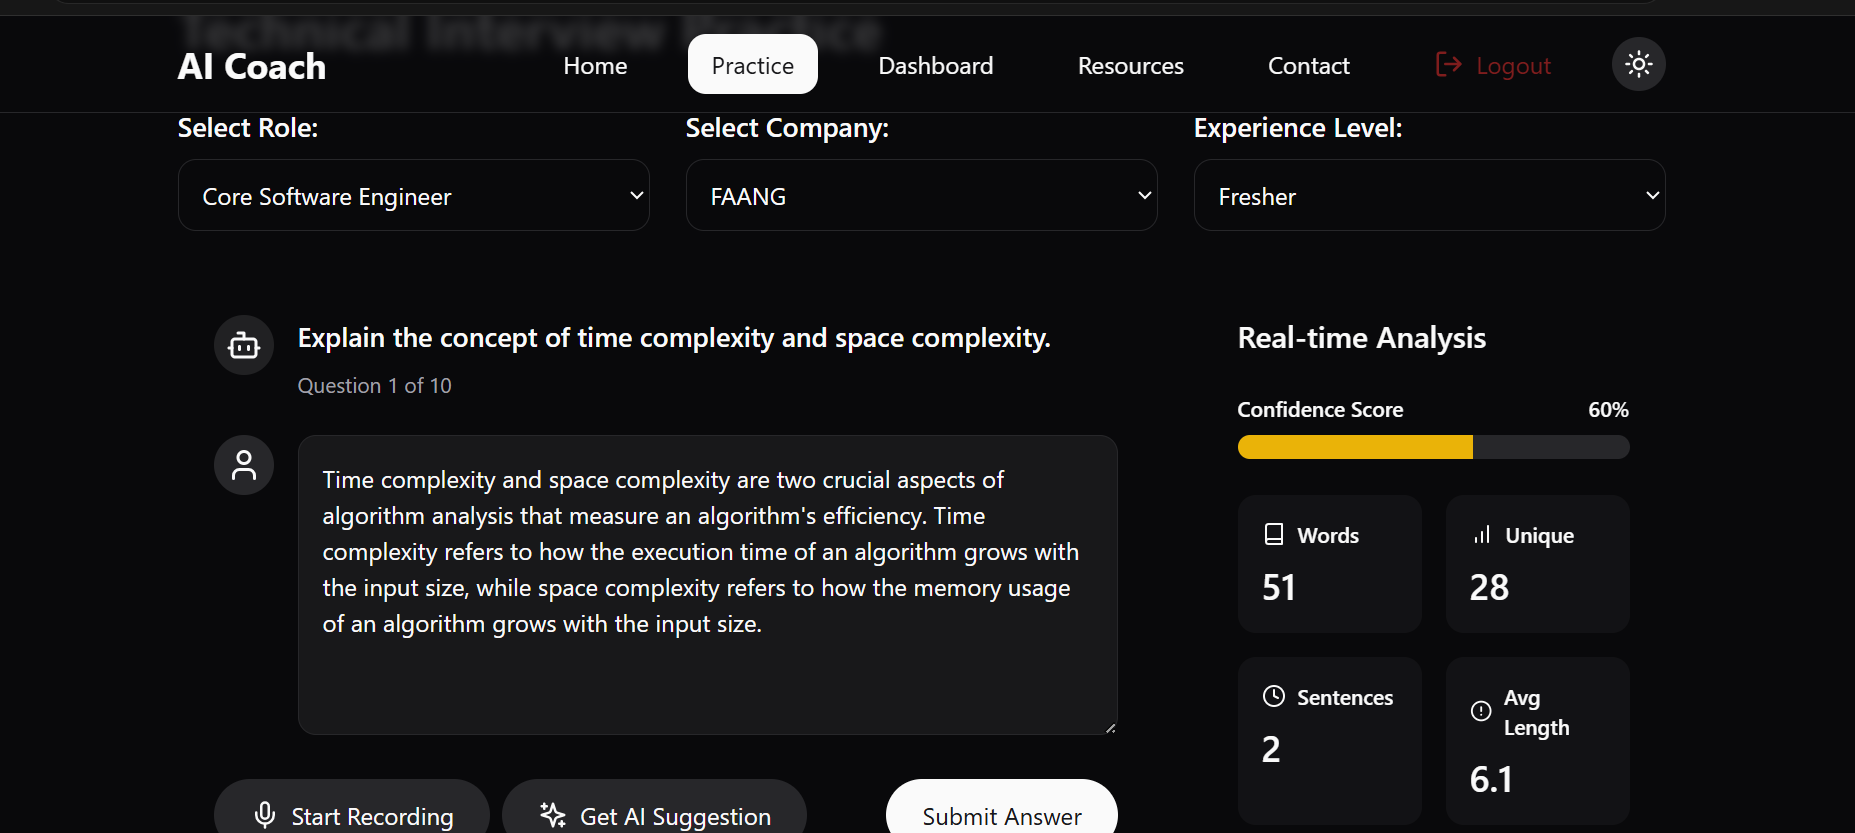 Technical Interview Practice
AI Coach
Home
Practice
Dashboard
Resources
Contact
Logout
Select Role:
Select Company:
Experience Level:
Core Software Engineer
FAANG
Fresher
Explain the concept of time complexity and space complexity.
Question 1 of 10
Time complexity and space complexity are two crucial aspects of
algorithm analysis that measure an algorithm's efficiency. Time
complexity refers to how the execution time of an algorithm grows with
the input size, while space complexity refers to how the memory usage
of an algorithm grows with the input size.
Start Recording
Get AI Suggestion
Submit Answer
Real-time Analysis
Confidence Score
60%
Words
51
Unique
28
Sentences
2
Avg
Length
6.1